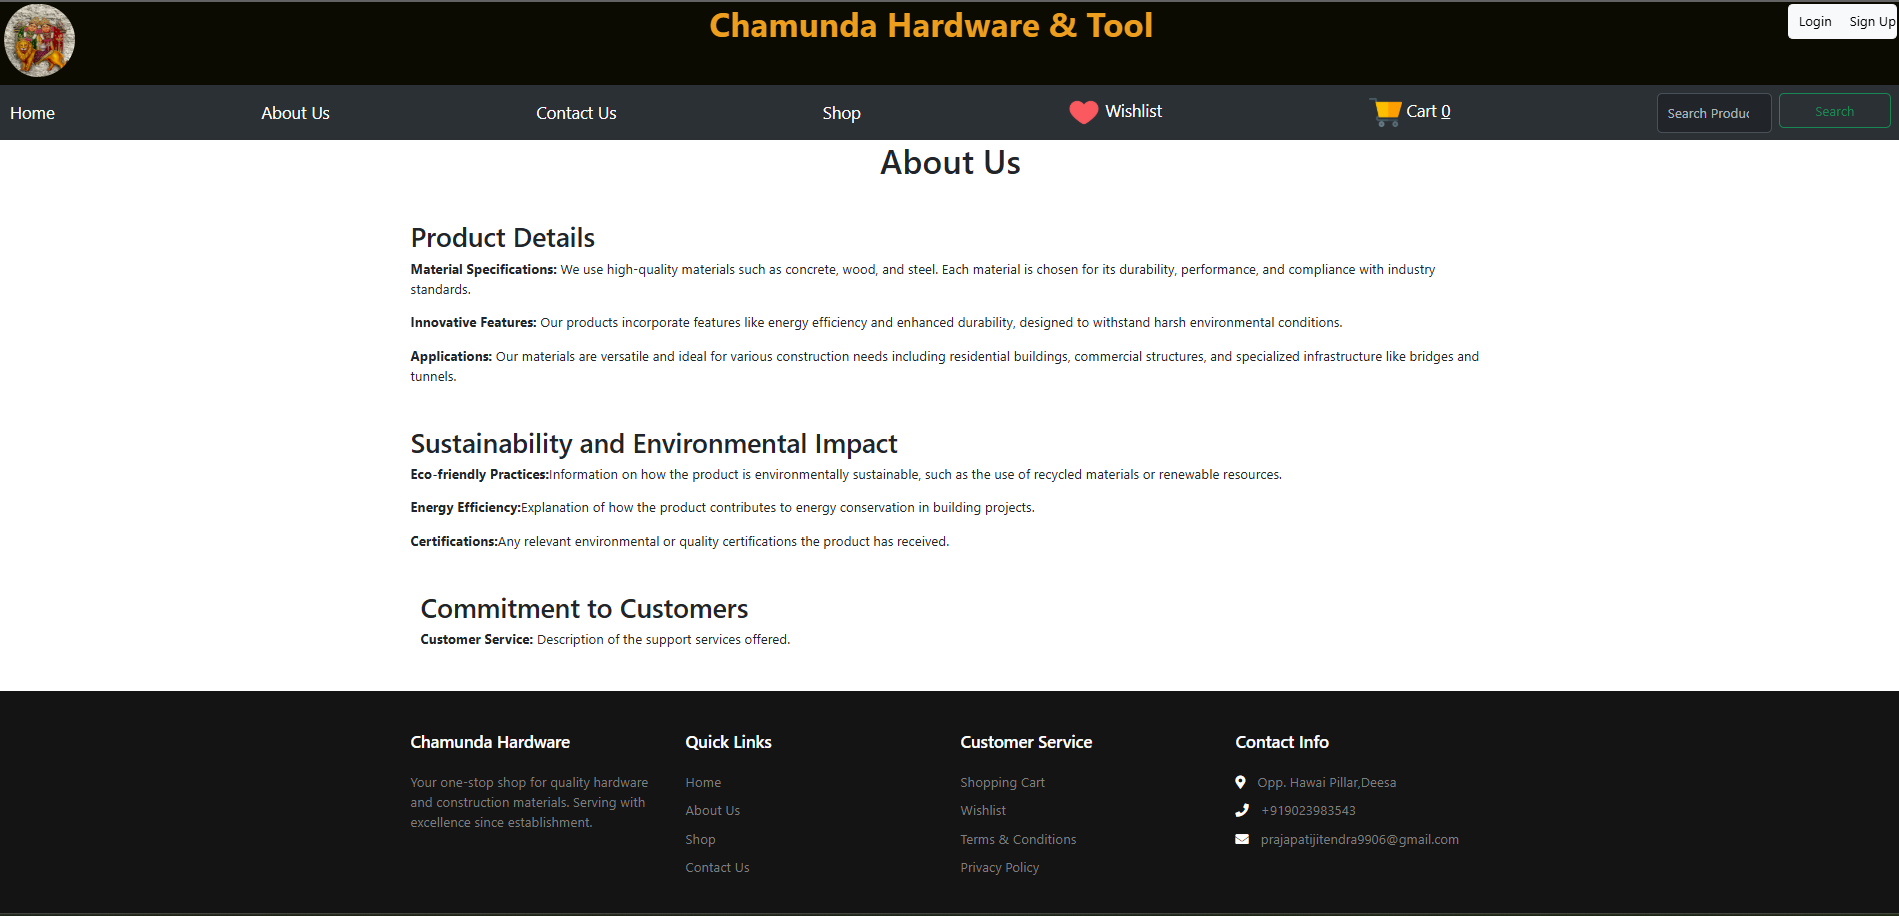 Chamunda Hardware & Tool
Login Sign Up
Home About Us Contact Us Shop Wishlist Cart 0 Search Produc Search
About Us
Product Details
Material Specifications: We use high-quality materials such as concrete, wood, and steel. Each material is chosen for its durability, performance, and compliance with industry
standards.
Innovative Features: Our products incorporate features like energy efficiency and enhanced durability, designed to withstand harsh environmental conditions.
Applications: Our materials are versatile and ideal for various construction needs including residential buildings, commercial structures, and specialized infrastructure like bridges and
tunnels.
Sustainability and Environmental Impact
Eco-friendly Practices:Information on how the product is environmentally sustainable, such as the use of recycled materials or renewable resources.
Energy Efficiency:Explanation of how the product contributes to energy conservation in building projects.
Certifications:Any relevant environmental or quality certifications the product has received.
Commitment to Customers
Customer Service: Description of the support services offered.
Chamunda Hardware
Your one-stop shop for quality hardware
and construction materials. Serving with
excellence since establishment.
Quick Links
Home
About Us
Shop
Contact Us
Customer Service
Shopping Cart
Wishlist
Terms & Conditions
Privacy Policy
Contact Info
Opp. Hawai Pillar,Deesa
+919023983543
prajapatijitendra9906@gmail.com